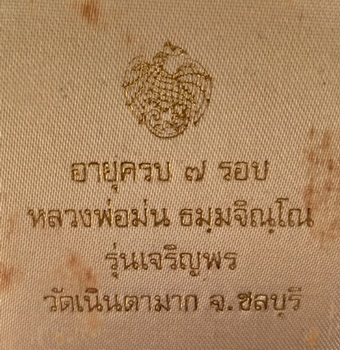 อายุครบ ๗ รอบ
หลวงพ่อม่น ธมฺมจิณฺโณ
รุ่นเจริญพร
วัดเนินตามาก จ.ชลบุรี